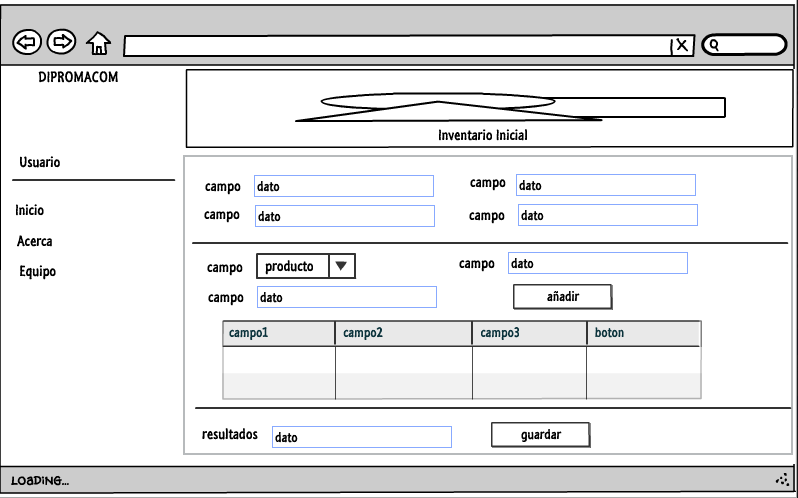 DIPROMACOM
Inventario Inicial
Usuario
Inicio
Acerca
Equipo
campo dato campo dato
campo dato campo dato
campo producto campo dato
campo dato añadir
campo1 campo2 campo3 boton
resultados dato guardar
LOADING...